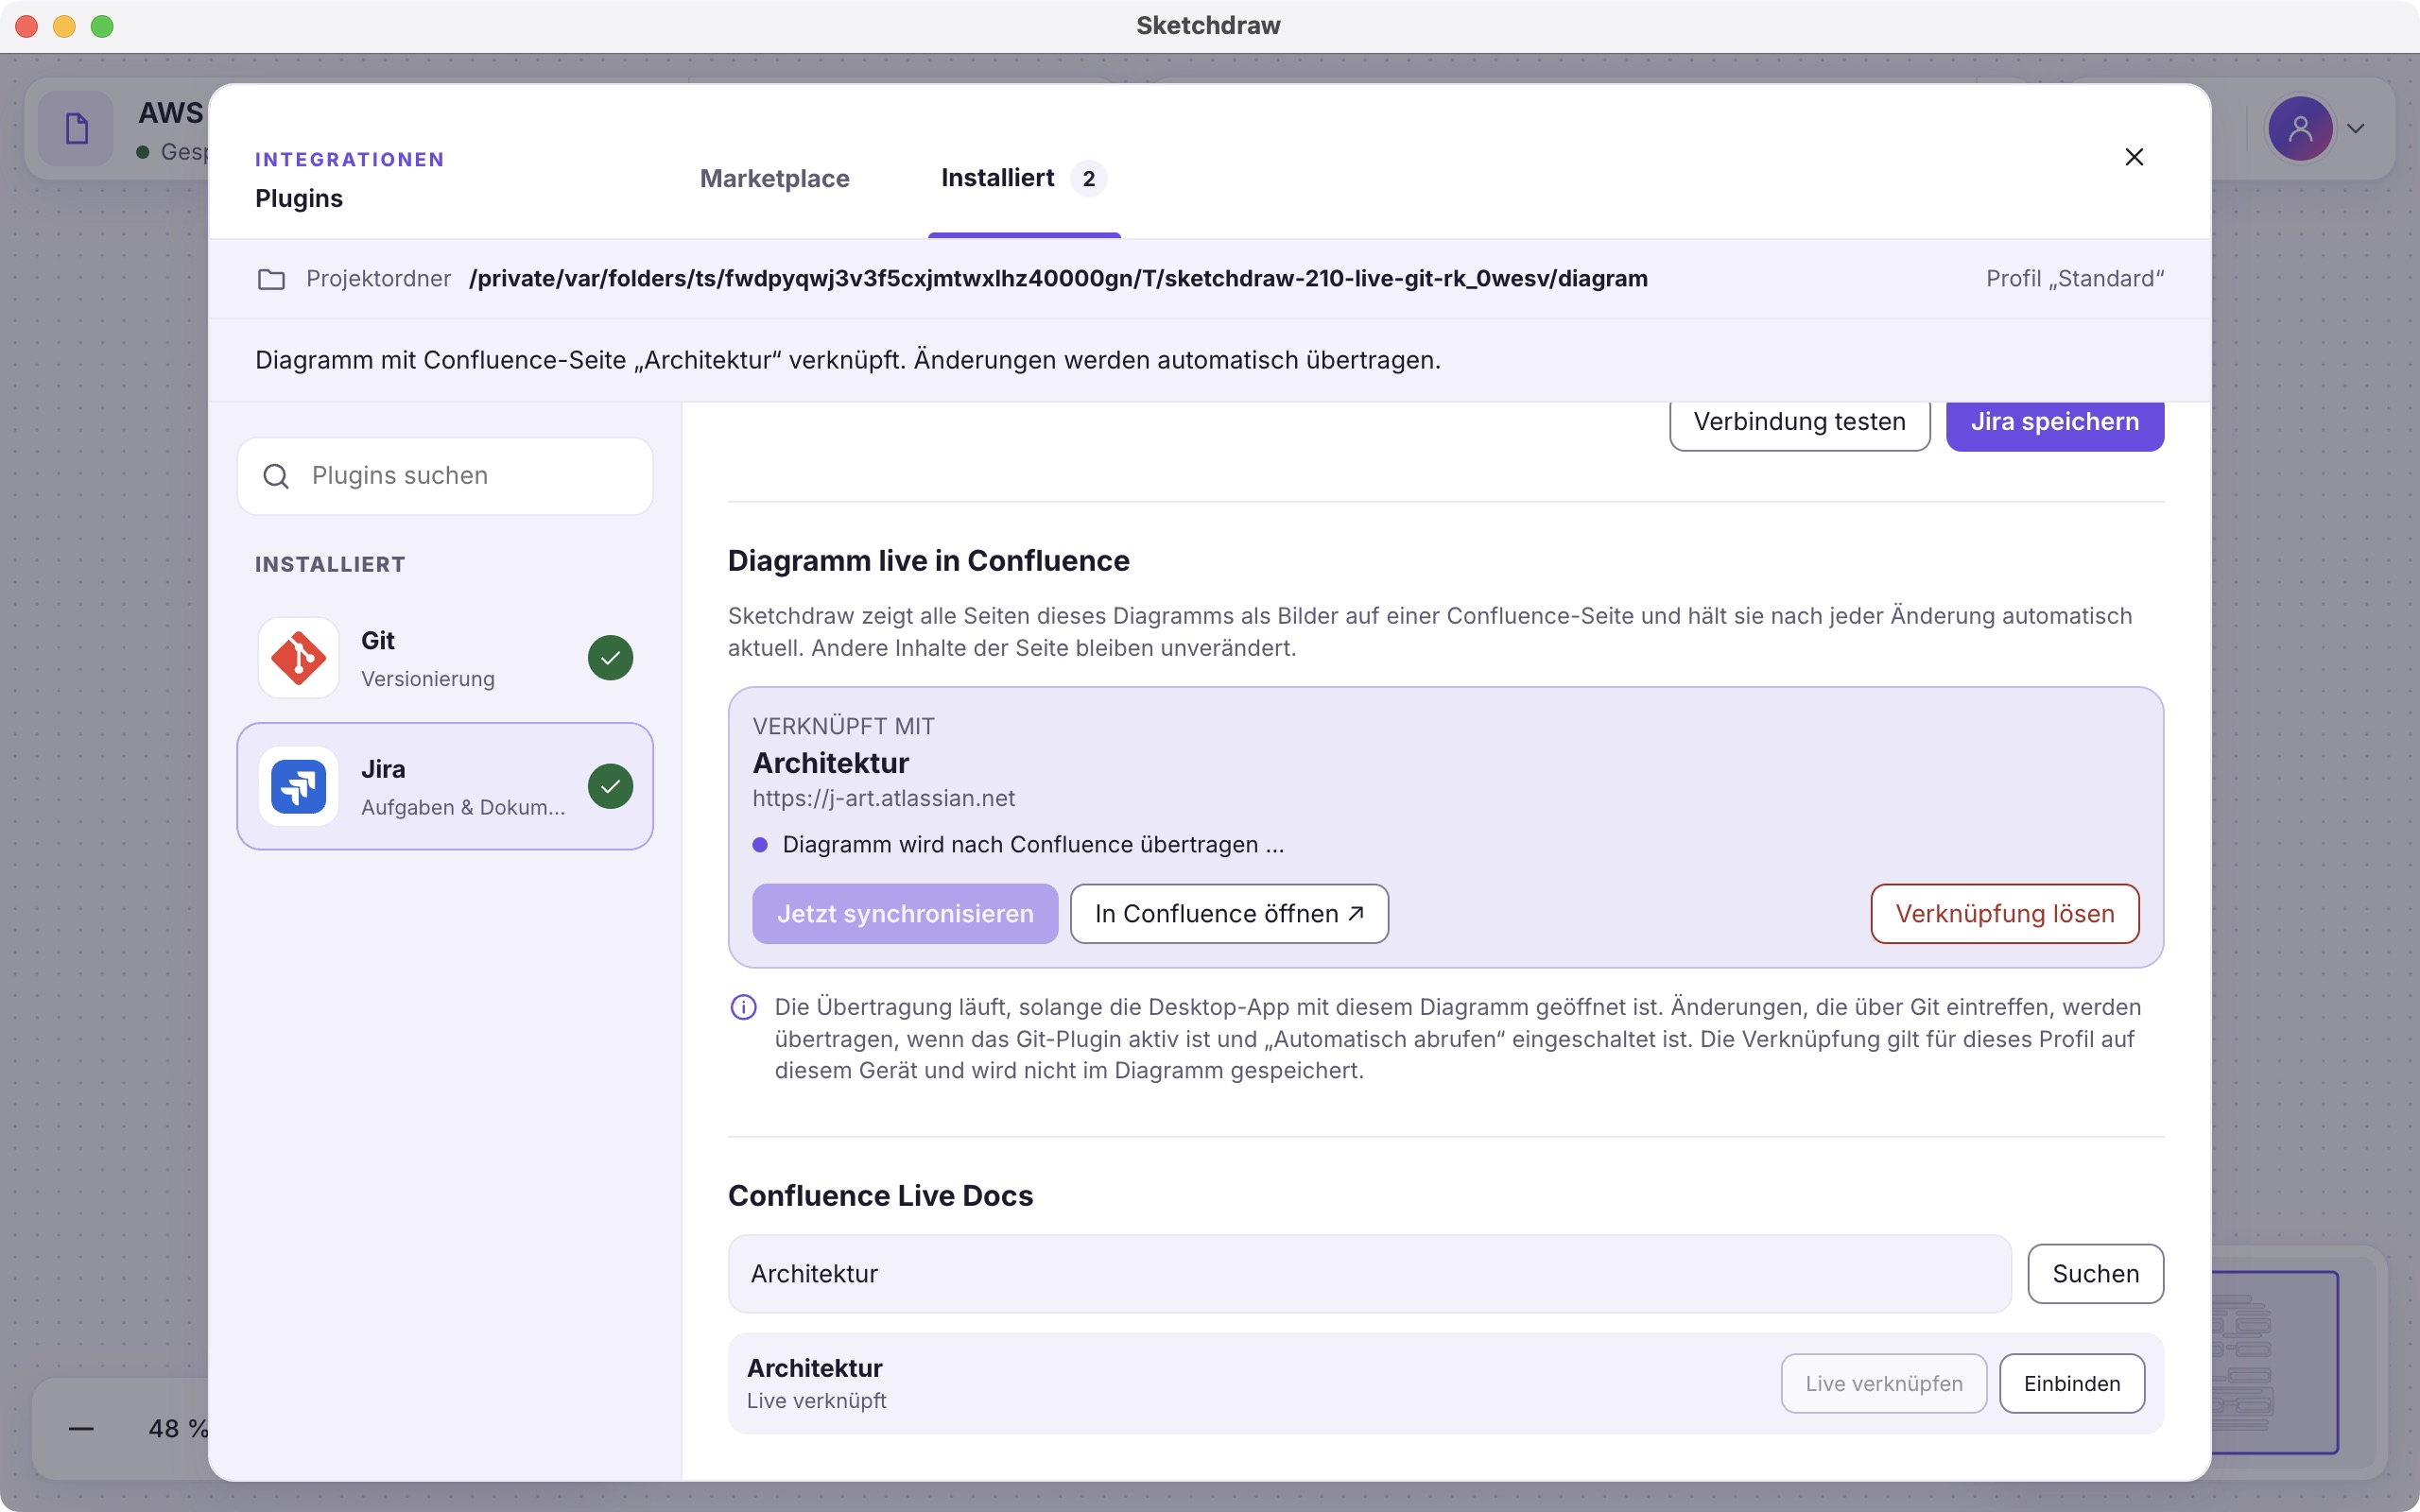 Sketchdraw
AWS
INTEGRATIONEN
Plugins
Marketplace
Installiert 2
Projektordner /private/var/folders/ts/fwdpyqwj3v3f5cxjmtwxlhz40000gn/T/sketchdraw-210-live-git-rk_0wesv/diagram
Profil „Standard“
Diagramm mit Confluence-Seite „Architektur“ verknüpft. Änderungen werden automatisch übertragen.
Verbindung testen
Jira speichern
Plugins suchen
INSTALLIERT
Git
Versionierung
Jira
Aufgaben & Dokum...
Diagramm live in Confluence
Sketchdraw zeigt alle Seiten dieses Diagramms als Bilder auf einer Confluence-Seite und hält sie nach jeder Änderung automatisch
aktuell. Andere Inhalte der Seite bleiben unverändert.
VERKNÜPFT MIT
Architektur
https://j-art.atlassian.net
Diagramm wird nach Confluence übertragen ...
Jetzt synchronisieren
In Confluence öffnen ↗
Verknüpfung lösen
Die Übertragung läuft, solange die Desktop-App mit diesem Diagramm geöffnet ist. Änderungen, die über Git eintreffen, werden
übertragen, wenn das Git-Plugin aktiv ist und „Automatisch abrufen“ eingeschaltet ist. Die Verknüpfung gilt für dieses Profil auf
diesem Gerät und wird nicht im Diagramm gespeichert.
Confluence Live Docs
Architektur
Suchen
Architektur
Live verknüpft
Live verknüpfen
Einbinden
48 %